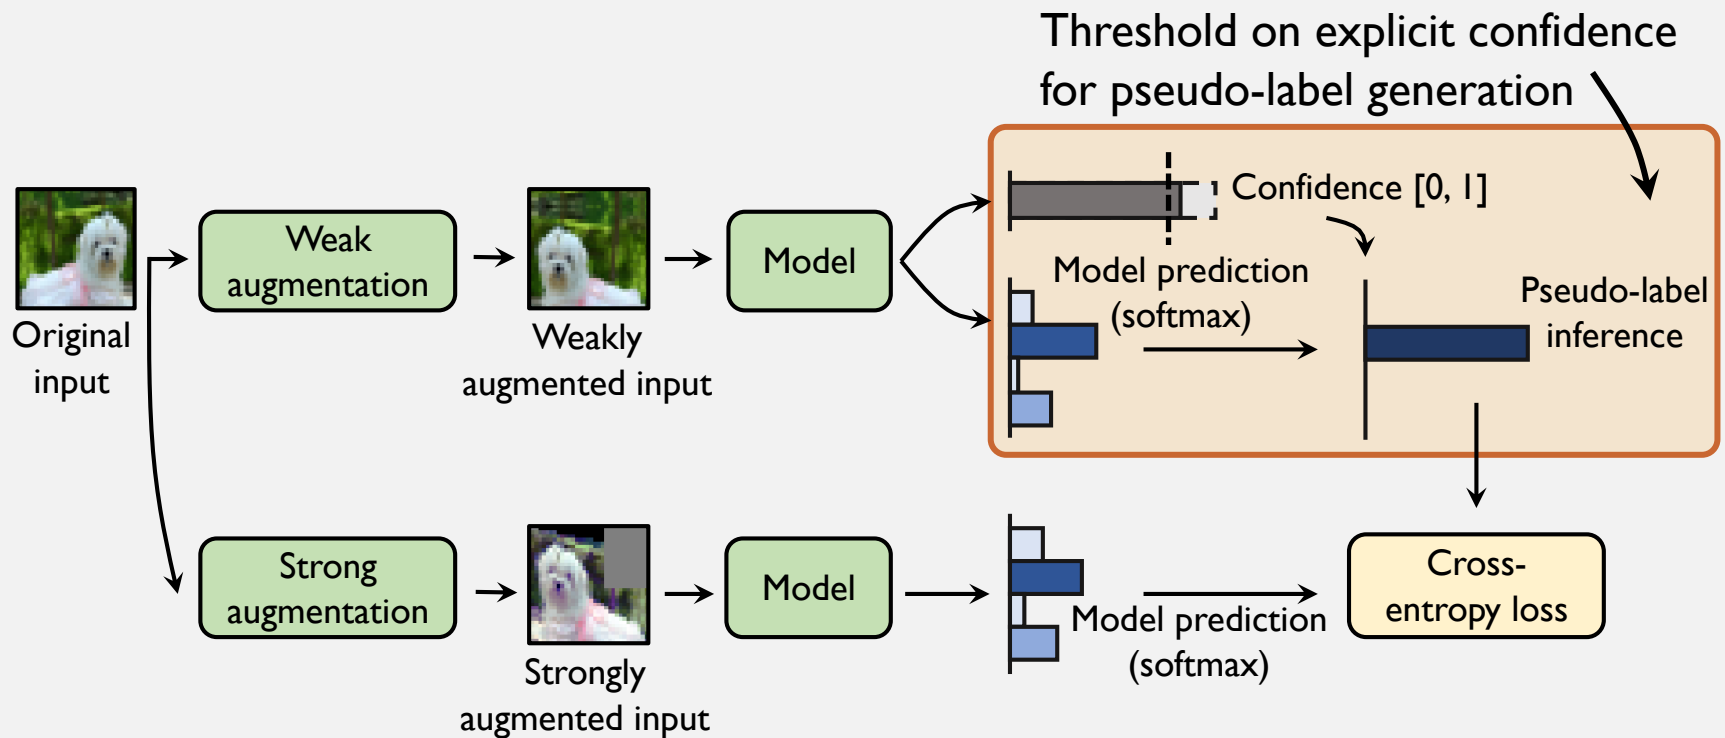 Threshold on explicit confidence
for pseudo-label generation
Confidence [0, 1]
Weak
augmentation
Model
Model prediction
(softmax)
Pseudo-label
inference
Original
input
Weakly
augmented input
Strong
augmentation
Model
Model prediction
(softmax)
Cross-
entropy loss
Strongly
augmented input